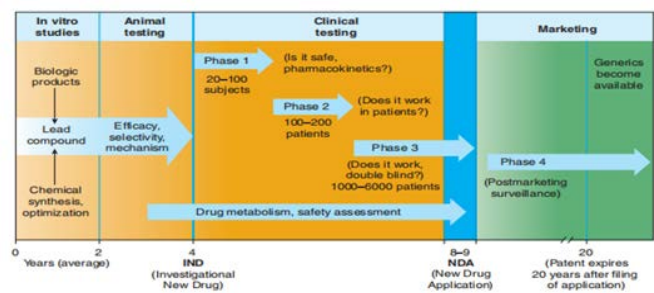 In vitro
studies
Animal
testing
Clinical
testing
Marketing
Biologic
products
Lead
compound
Chemical
synthesis,
optimization
Efficacy,
selectivity,
mechanism
Phase 1
20–100
subjects
(Is it safe,
pharmacokinetics?)
Phase 2
100–200
patients
(Does it work
in patients?)
Phase 3
(Does it work,
double blind?)
1000–6000 patients
Drug metabolism, safety assessment
Phase 4
(Postmarketing
surveillance)
Generics
become
available
0
2
4
8–9
20
Years (average)
IND
(Investigational
New Drug)
NDA
(New Drug
Application)
(Patent expires
20 years after filing
of application)